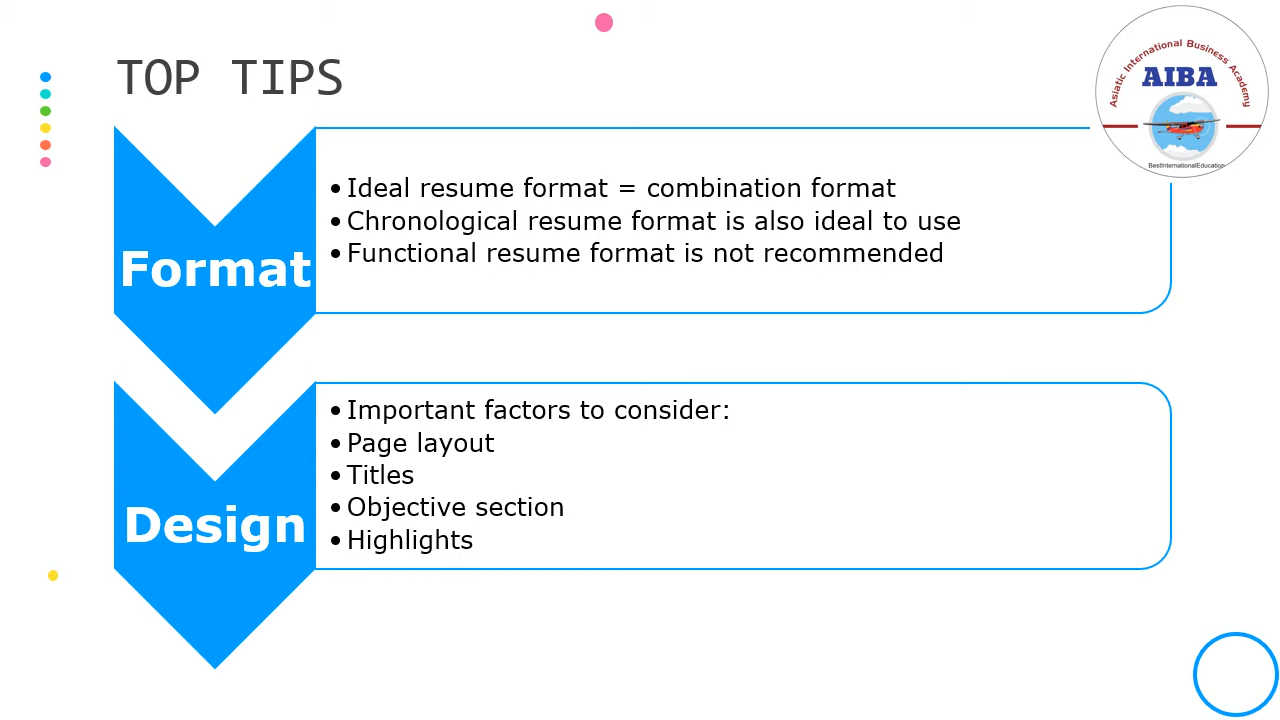 TOP TIPS
Asiatic International Business Academy
AIBA
BestInternationalEducation
Format
• Ideal resume format = combination format
• Chronological resume format is also ideal to use
• Functional resume format is not recommended
Design
• Important factors to consider:
• Page layout
• Titles
• Objective section
• Highlights